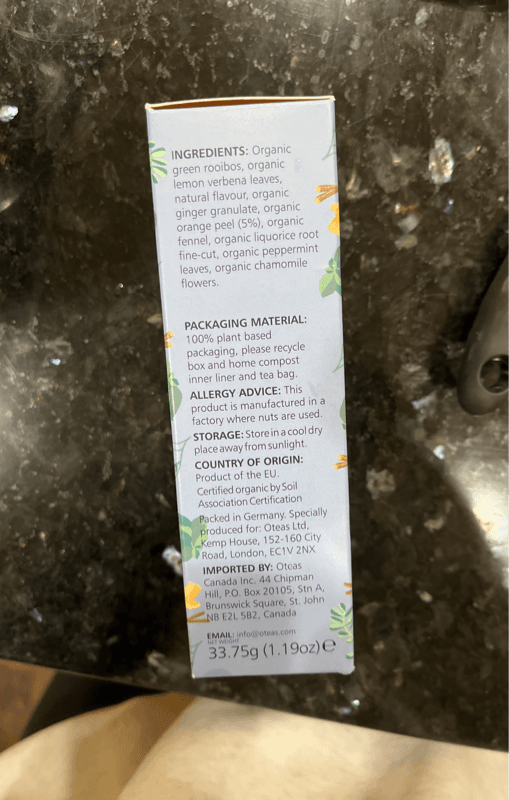 INGREDIENTS: Organic
green rooibos, organic
lemon verbena leaves,
natural flavour, organic
ginger granulate, organic
orange peel (5%), organic
fennel, organic liquorice root
fine-cut, organic peppermint
leaves, organic chamomile
flowers.
PACKAGING MATERIAL:
100% plant based
packaging, please recycle
box and home compost
inner liner and tea bag.
ALLERGY ADVICE: This
product is manufactured in a
factory where nuts are used.
STORAGE: Store in a cool dry
place away from sunlight.
COUNTRY OF ORIGIN:
Product of the EU.
Certified organic by Soil
Association Certification
Packed in Germany. Specially
produced for: Oteas Ltd,
Kemp House, 152-160 City
Road, London, EC1V 2NX
IMPORTED BY: Oteas
Canada Inc. 44 Chipman
Hill, P.O. Box 20105, Stn A,
Brunswick Square, St. John
NB E2L 5B2, Canada
EMAIL: info@oteas.com
NET WEIGHT
33.75g (1.19oz) ℮